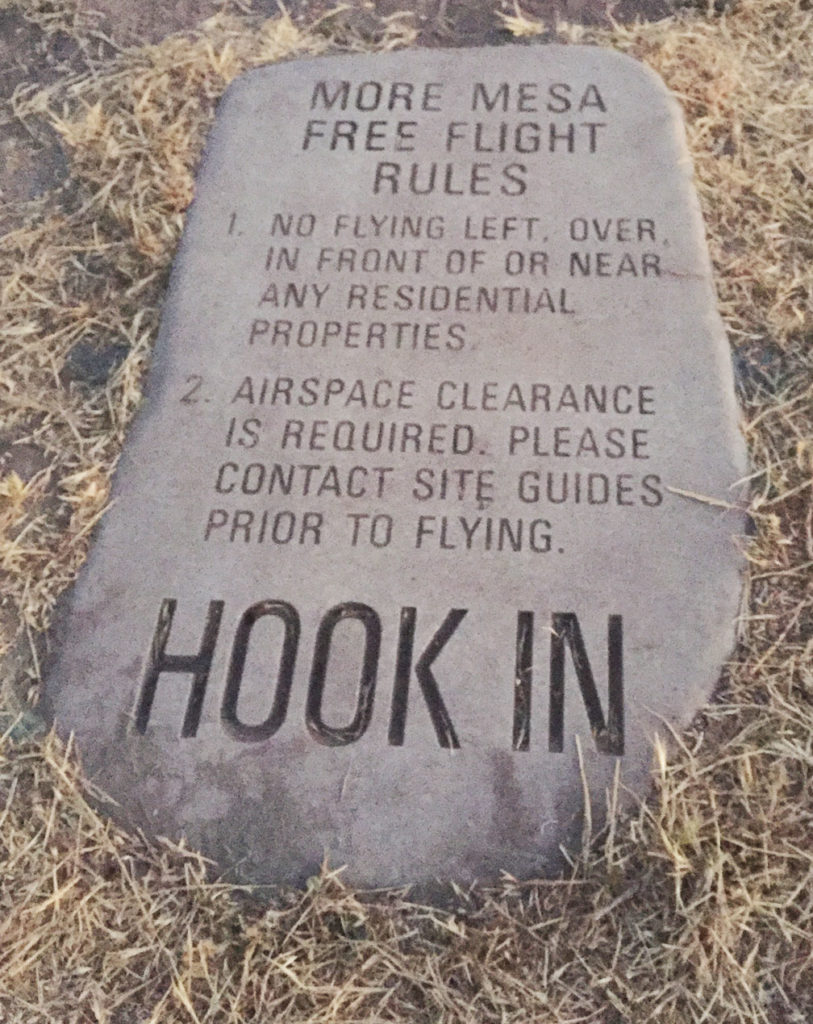 MORE MESA
FREE FLIGHT
RULES
1. NO FLYING LEFT, OVER,
IN FRONT OF OR NEAR
ANY RESIDENTIAL
PROPERTIES.
2. AIRSPACE CLEARANCE
IS REQUIRED. PLEASE
CONTACT SITE GUIDES
PRIOR TO FLYING.
HOOK IN